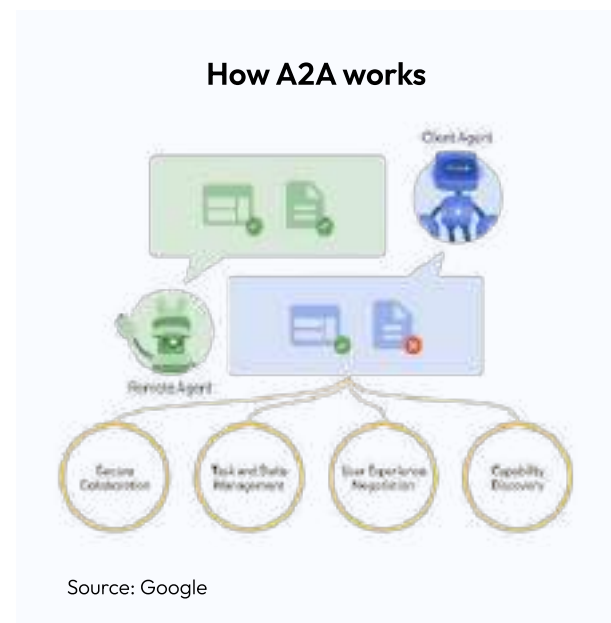 How A2A works
Client Agent
Remote Agent
Secure
Collaboration
Task and State
Management
User Experience
Negotiation
Capability
Discovery
Source: Google